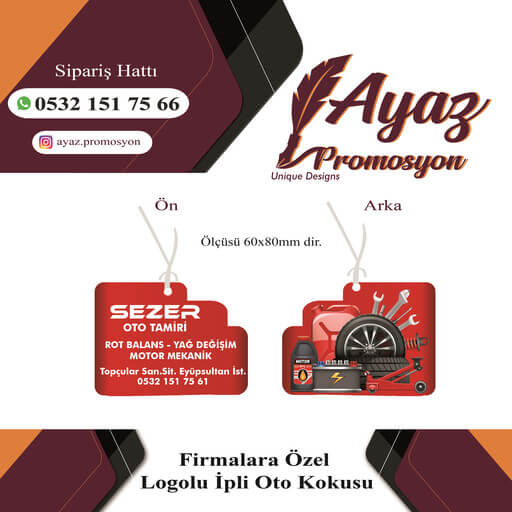 Sipariş Hattı
0532 151 75 66
ayaz.promosyon
Ayaz
Promosyon
Unique Designs
Ön
Arka
Ölçüsü 60x80mm dir.
SEZER
OTO TAMİRİ
ROT BALANS - YAĞ DEĞİŞİM
MOTOR MEKANİK
Topçular San.Sit. Eyüpsultan İst.
0532 151 75 61
MOTOR
Firmalara Özel
Logolu İpli Oto Kokusu